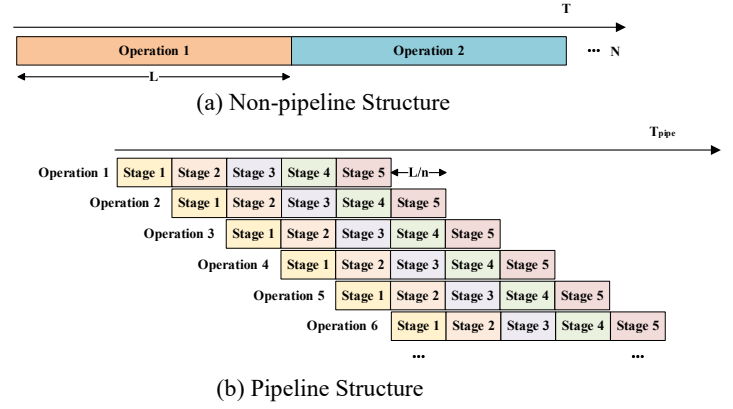 T
Operation 1 Operation 2 ... N
L
(a) Non-pipeline Structure
Tpipe
Operation 1 Stage 1 Stage 2 Stage 3 Stage 4 Stage 5 L/n
Operation 2 Stage 1 Stage 2 Stage 3 Stage 4 Stage 5
Operation 3 Stage 1 Stage 2 Stage 3 Stage 4 Stage 5
Operation 4 Stage 1 Stage 2 Stage 3 Stage 4 Stage 5
Operation 5 Stage 1 Stage 2 Stage 3 Stage 4 Stage 5
Operation 6 Stage 1 Stage 2 Stage 3 Stage 4 Stage 5
... ...
(b) Pipeline Structure